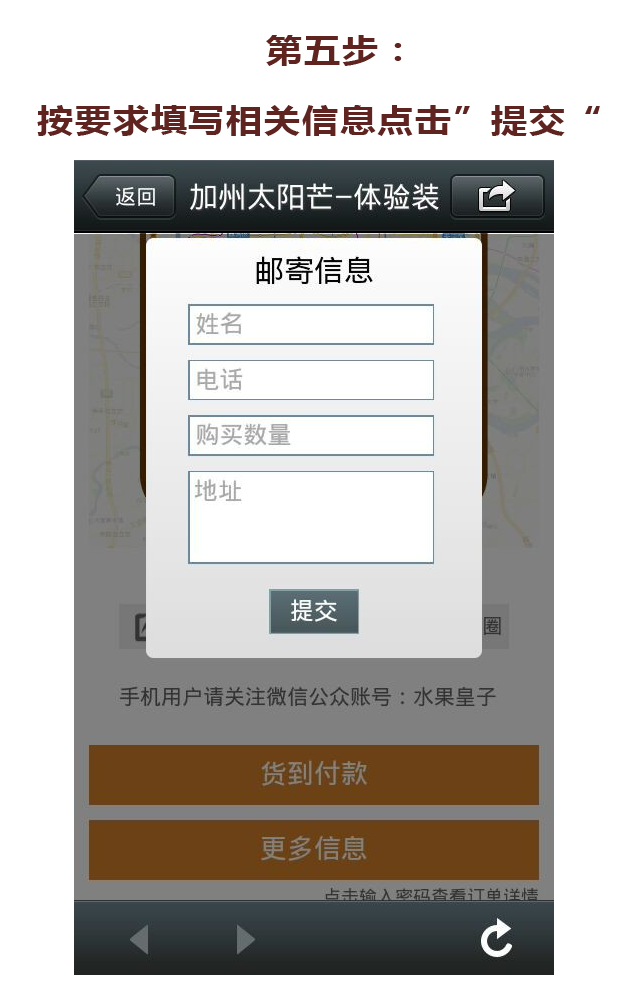 第五步：
按要求填写相关信息点击”提交“
返回
加州太阳芒-体验装
邮寄信息
姓名
电话
购买数量
地址
提交
圈
手机用户请关注微信公众账号：水果皇子
货到付款
更多信息
点击输入密码查看订单详情